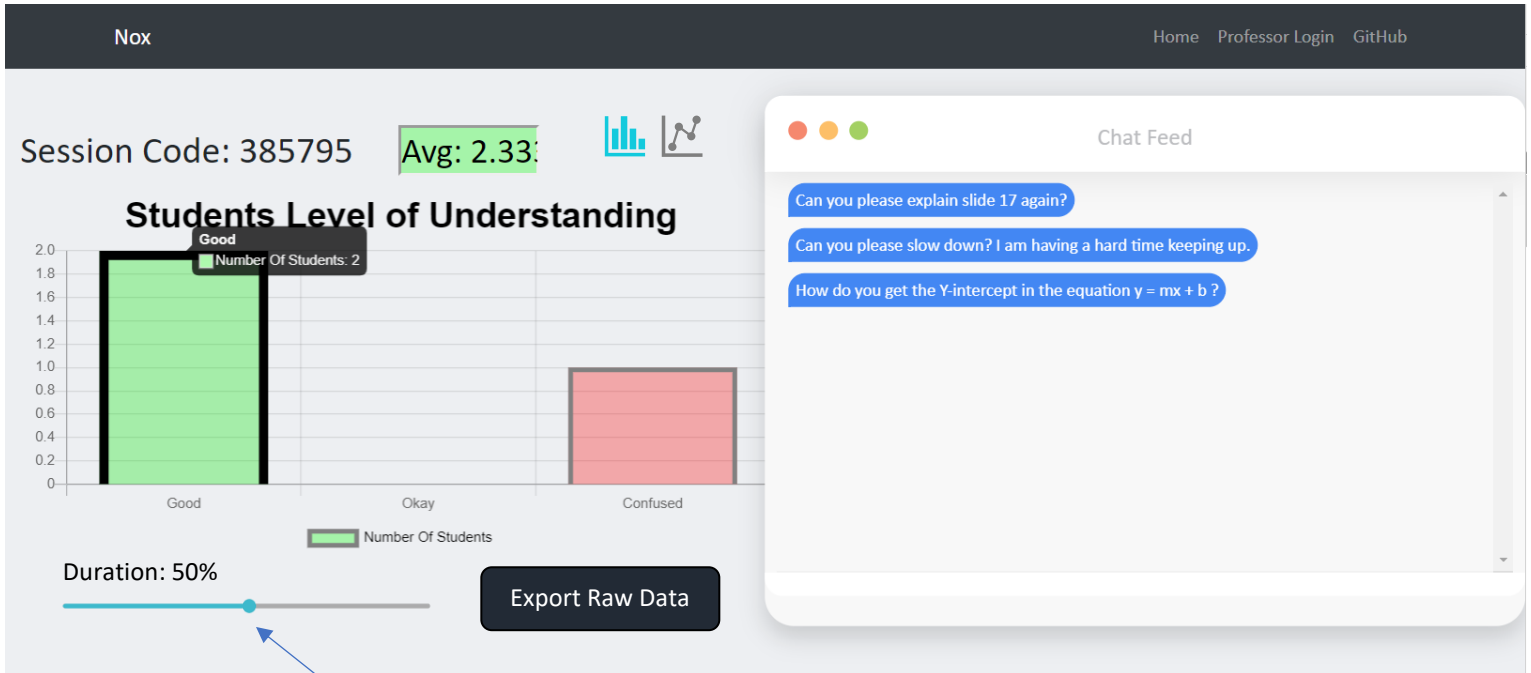 Nox
Home Professor Login GitHub
Session Code: 385795
Avg: 2.33
Chat Feed
Students Level of Understanding
Good
Number Of Students: 2
2.0
1.8
1.6
1.4
1.2
1.0
0.8
0.6
0.4
0.2
0
Good Okay Confused
Number Of Students
Duration: 50%
Export Raw Data
Can you please explain slide 17 again?
Can you please slow down? I am having a hard time keeping up.
How do you get the Y-intercept in the equation y = mx + b ?